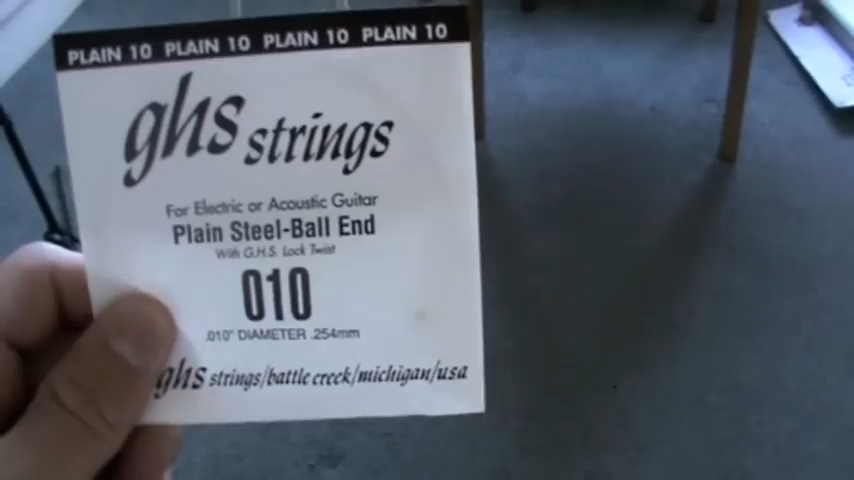 PLAIN 10 PLAIN 10 PLAIN 10 PLAIN 10
ghs strings
For Electric or Acoustic Guitar
Plain Steel-Ball End
With G.H.S. Lock Twist
010
.010" DIAMETER .254mm
ghs strings/battle creek/michigan/usa